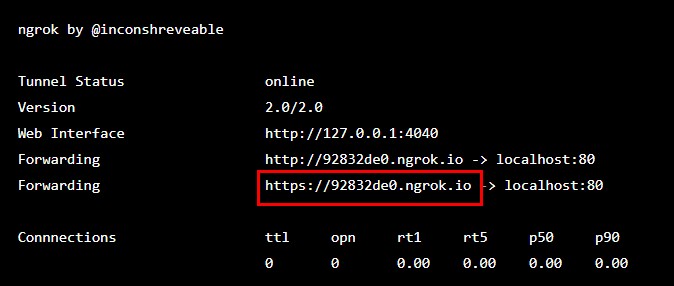 ngrok by @inconshreveable
Tunnel Status online
Version 2.0/2.0
Web Interface http://127.0.0.1:4040
Forwarding http://92832de0.ngrok.io -> localhost:80
Forwarding https://92832de0.ngrok.io -> localhost:80
Connnections ttl opn rt1 rt5 p50 p90
0 0 0.00 0.00 0.00 0.00